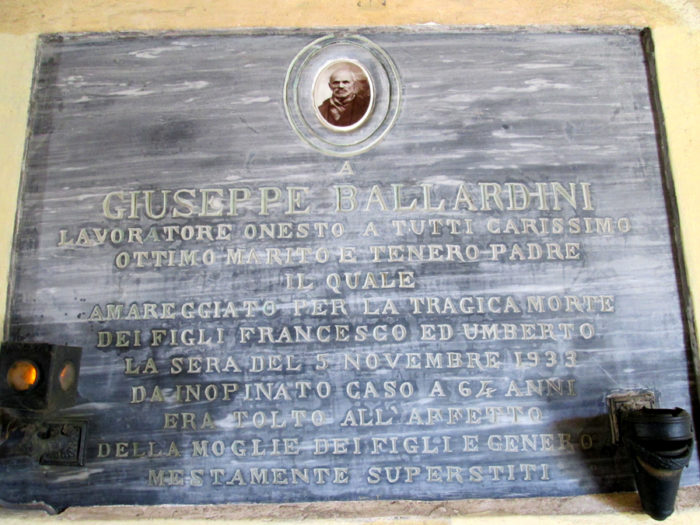 A
GIUSEPPE BALLARDINI
LAVORATORE ONESTO A TUTTI CARISSIMO
OTTIMO MARITO E TENERO PADRE
IL QUALE
AMAREGGIATO PER LA TRAGICA MORTE
DEI FIGLI FRANCESCO ED UMBERTO
LA SERA DEL 5 NOVEMBRE 1933
DA INOPINATO CASO A 64 ANNI
ERA TOLTO ALL'AFFETTO
DELLA MOGLIE DEI FIGLI E GENERO
MESTAMENTE SUPERSTITI